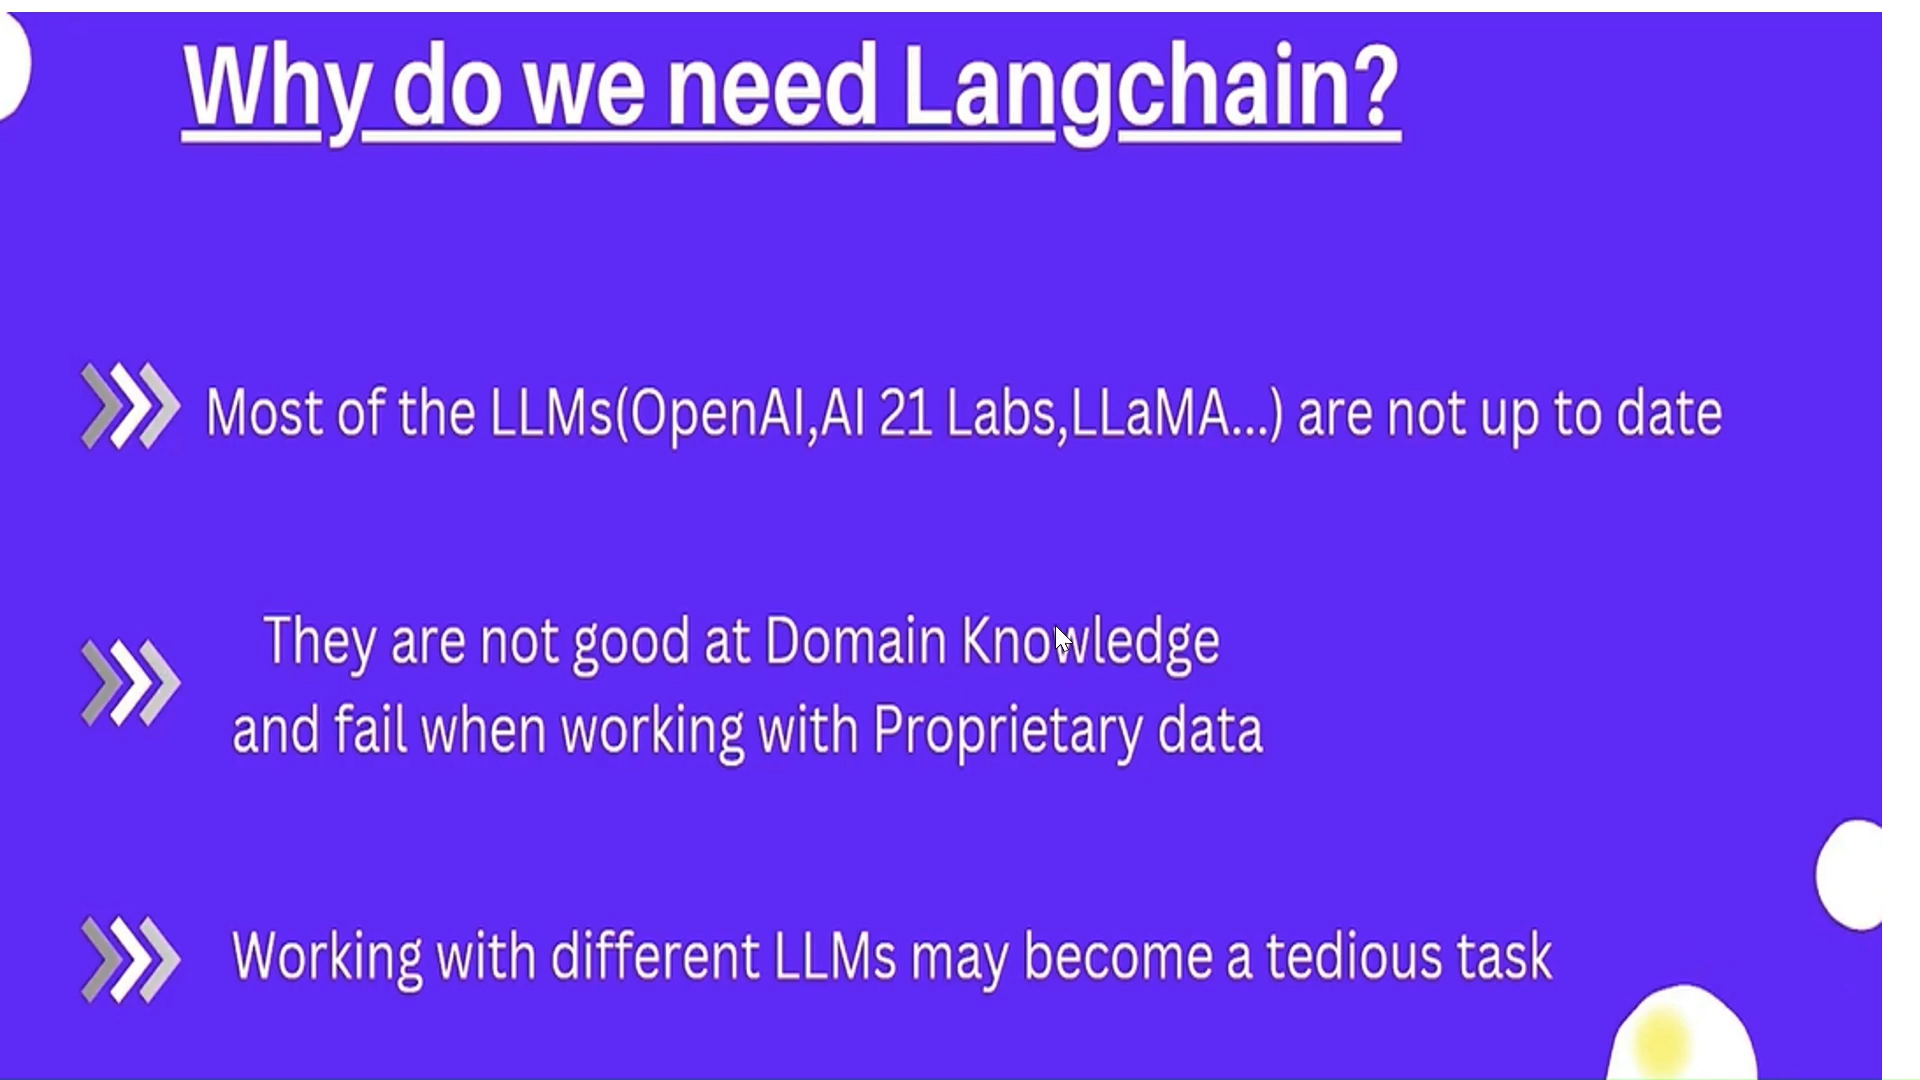 Why do we need Langchain?
Most of the LLMs(OpenAI,AI 21 Labs,LLaMA...) are not up to date
They are not good at Domain Knowledge
and fail when working with Proprietary data
Working with different LLMs may become a tedious task